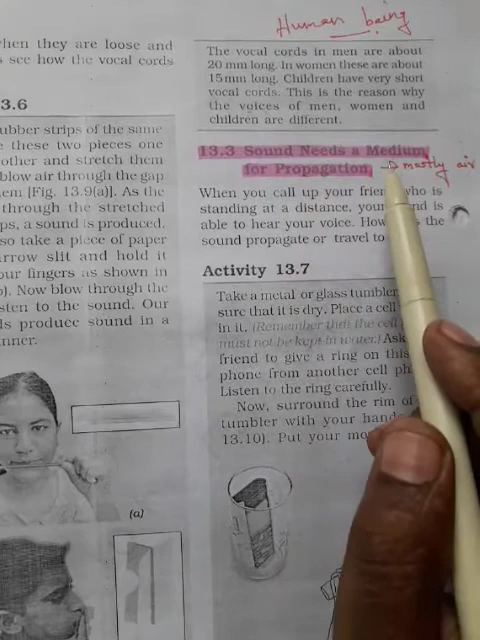 Human being
when they are loose and
see how the vocal cords
3.6
rubber strips of the same
these two pieces one
other and stretch them
blow air through the gap
em [Fig. 13.9(a)]. As the
through the stretched
ps, a sound is produced.
so take a piece of paper
arrow slit and hold it
our fingers as shown in
). Now blow through the
sten to the sound. Our
ds produce sound in a
nner.
(a)
The vocal cords in men are about
20 mm long. In women these are about
15mm long. Children have very short
vocal cords. This is the reason why
the voices of men, women and
children are different.
13.3 Sound Needs a Medium
for Propagation → mostly air
When you call up your friend who is
standing at a distance, your nd is
able to hear your voice. How s the
sound propagate or travel to
Activity 13.7
Take a metal or glass tumbler
sure that it is dry. Place a cell
in it. (Remember that the cell
must not be kept in water.) Ask
friend to give a ring on this
phone from another cell ph
Listen to the ring carefully.
Now, surround the rim of
tumbler with your hands
13.10). Put your mo